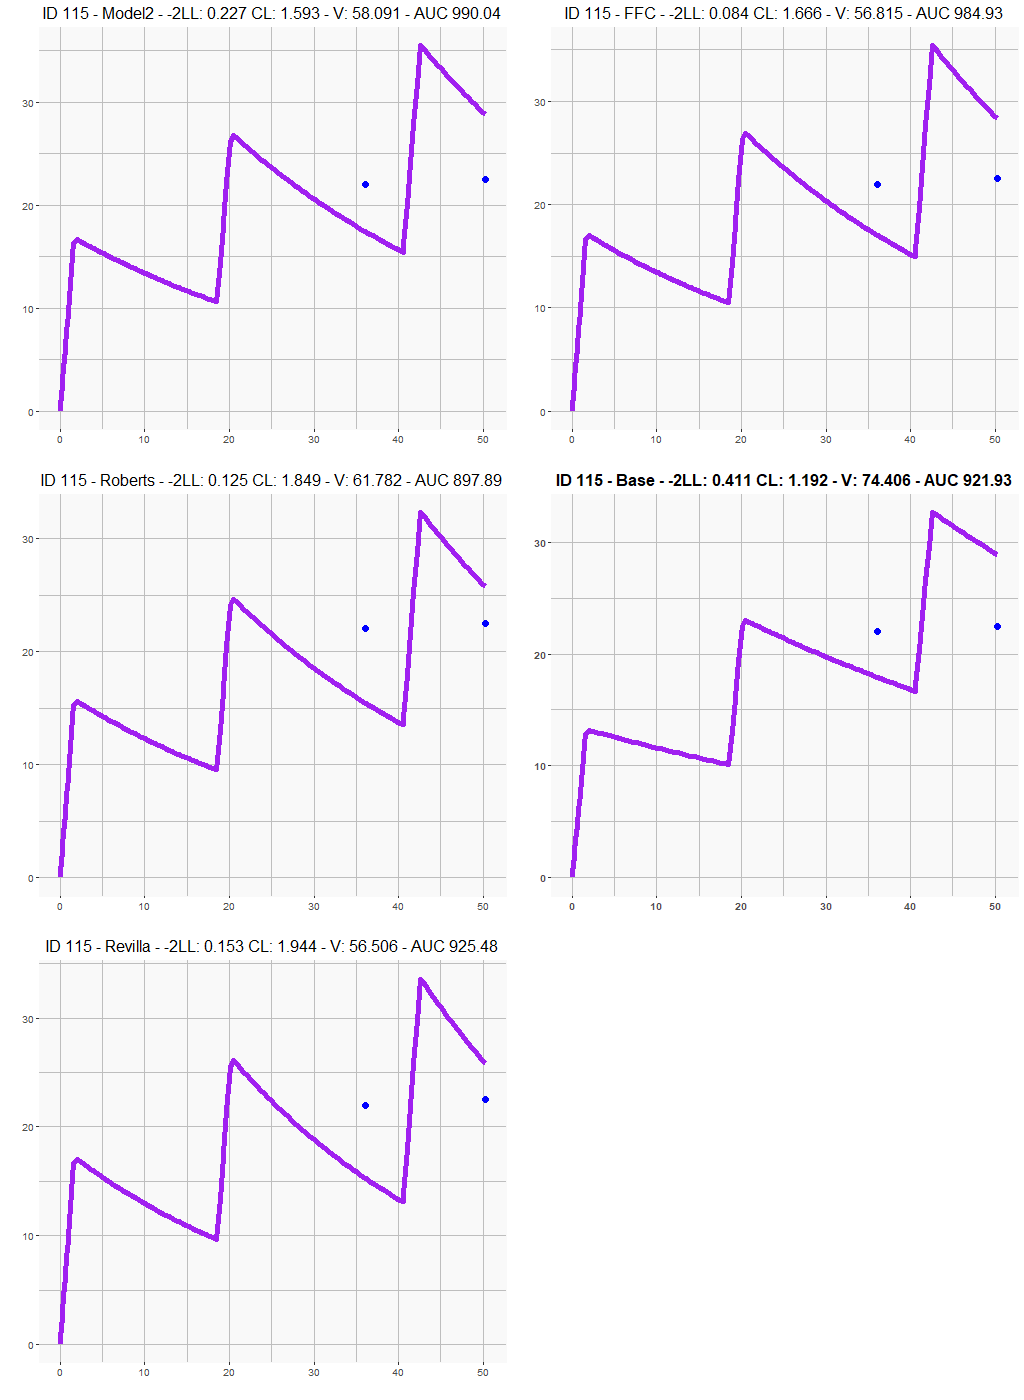 ID 115 - Model2 - -2LL: 0.227 CL: 1.593 - V: 58.091 - AUC 990.04
30
20
10
0
0 10 20 30 40 50
ID 115 - FFC - -2LL: 0.084 CL: 1.666 - V: 56.815 - AUC 984.93
30
20
10
0
0 10 20 30 40 50
ID 115 - Roberts - -2LL: 0.125 CL: 1.849 - V: 61.782 - AUC 897.89
30
20
10
0
0 10 20 30 40 50
ID 115 - Base - -2LL: 0.411 CL: 1.192 - V: 74.406 - AUC 921.93
30
20
10
0
0 10 20 30 40 50
ID 115 - Revilla - -2LL: 0.153 CL: 1.944 - V: 56.506 - AUC 925.48
30
20
10
0
0 10 20 30 40 50